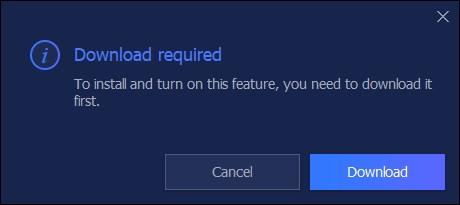 Download required
To install and turn on this feature, you need to download it
first.
Cancel
Download